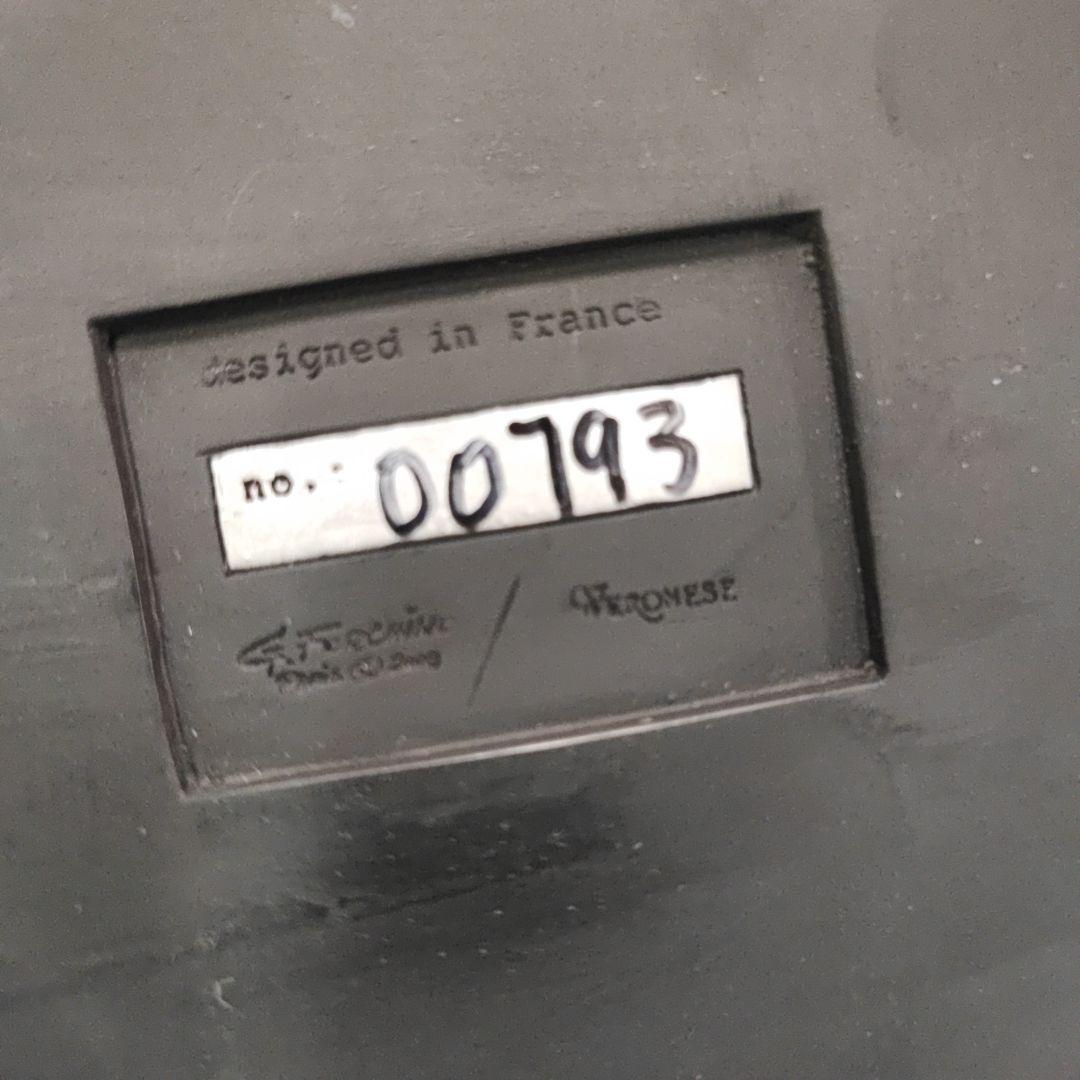 designed in France
no.: 00793
/ VERONESE